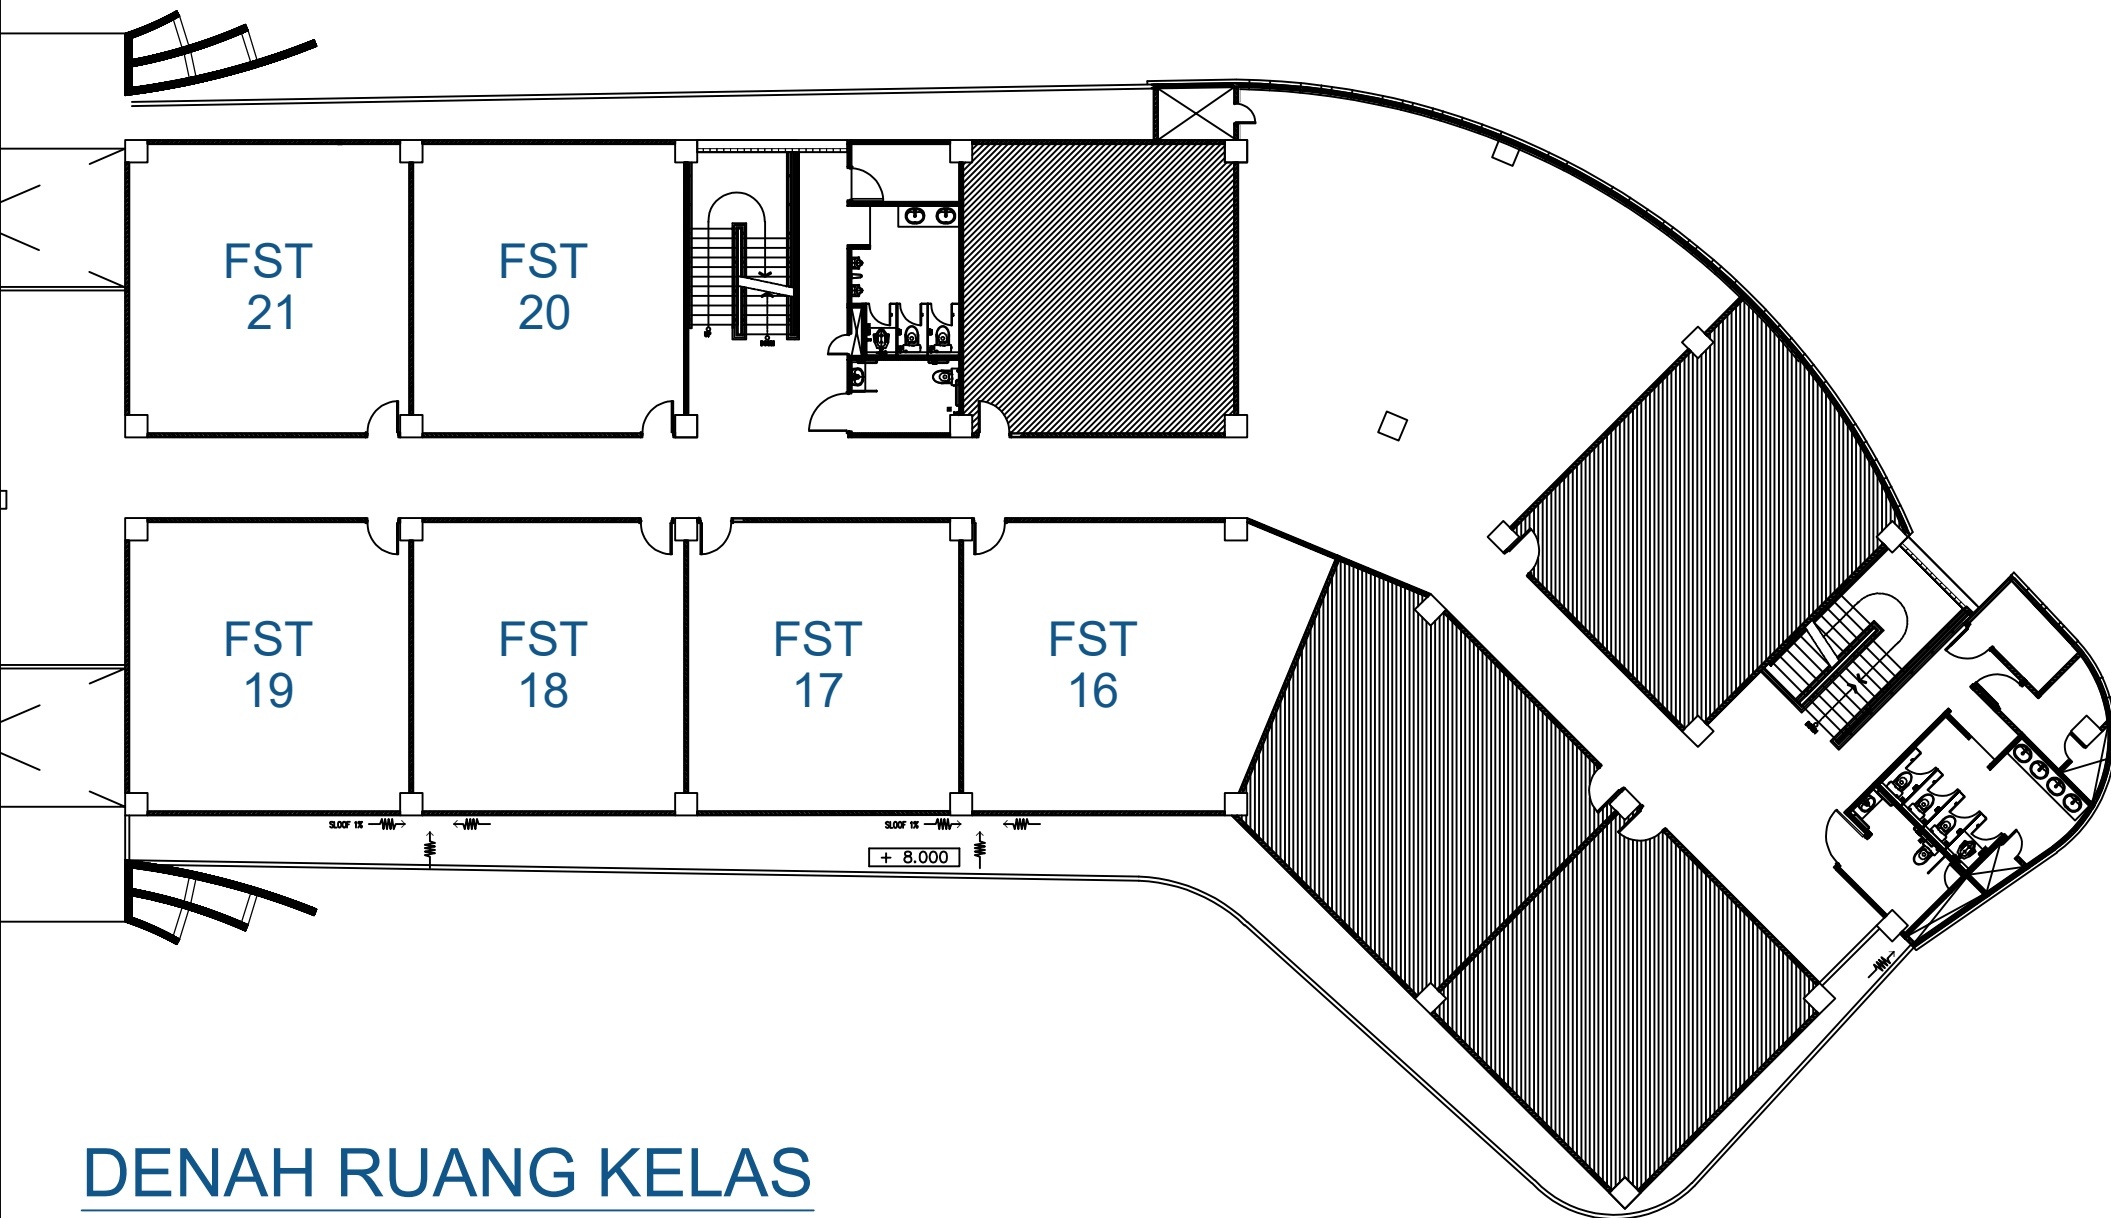 FST
21
FST
20
FST
19
FST
18
FST
17
FST
16
SLOOF 1%
SLOOF 1%
+ 8.000
DENAH RUANG KELAS